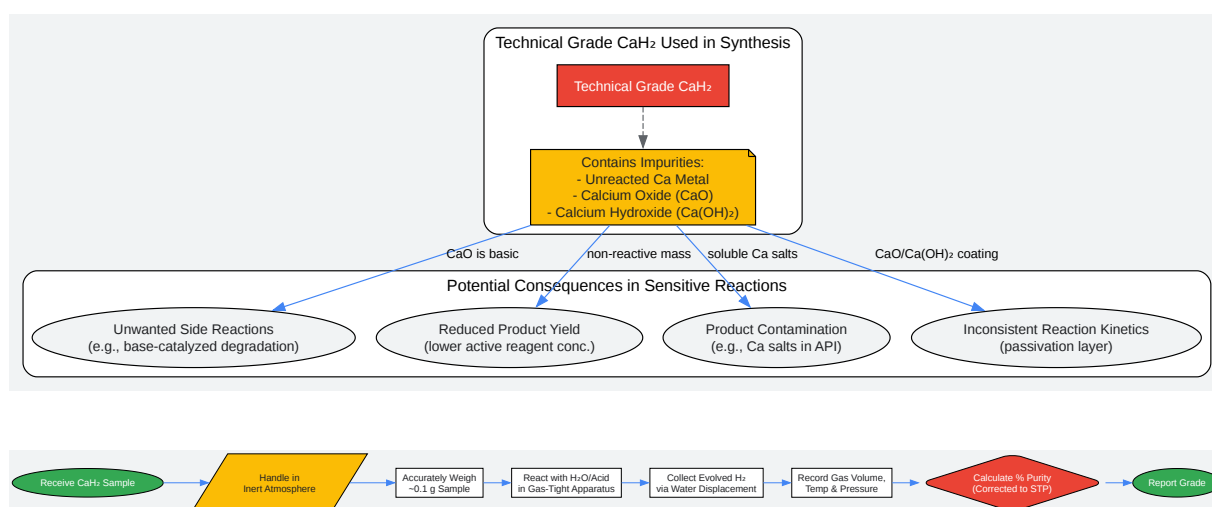 Technical Grade CaH₂ Used in Synthesis
Technical Grade CaH₂
Contains Impurities:
- Unreacted Ca Metal
- Calcium Oxide (CaO)
- Calcium Hydroxide (Ca(OH)₂)
CaO is basic
non-reactive mass
soluble Ca salts
CaO/Ca(OH)₂ coating
Potential Consequences in Sensitive Reactions
Unwanted Side Reactions
(e.g., base-catalyzed degradation)
Reduced Product Yield
(lower active reagent conc.)
Product Contamination
(e.g., Ca salts in API)
Inconsistent Reaction Kinetics
(passivation layer)
Receive CaH₂ Sample
Handle in
Inert Atmosphere
Accurately Weigh
~0.1 g Sample
React with H₂O/Acid
in Gas-Tight Apparatus
Collect Evolved H₂
via Water Displacement
Record Gas Volume,
Temp & Pressure
Calculate % Purity
(Corrected to STP)
Report Grade